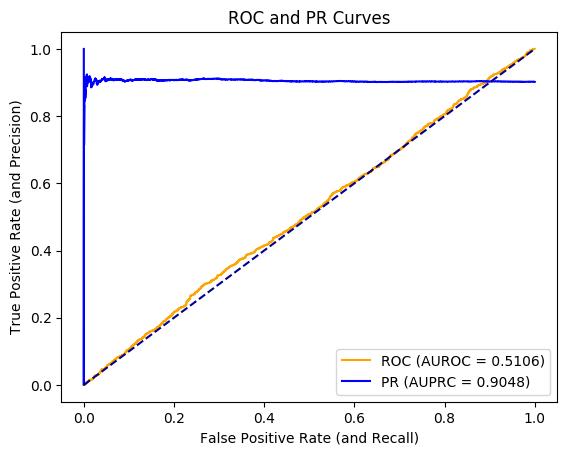 ROC and PR Curves
True Positive Rate (and Precision)
1.0
0.8
0.6
0.4
0.2
0.0
ROC (AUROC = 0.5106)
PR (AUPRC = 0.9048)
0.0 0.2 0.4 0.6 0.8 1.0
False Positive Rate (and Recall)